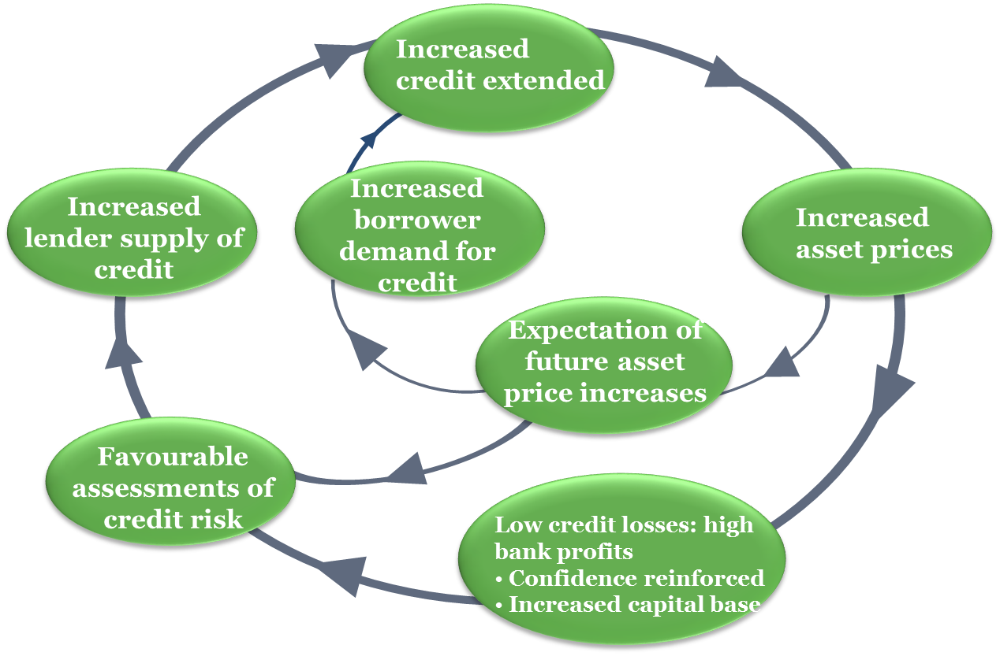 Increased
credit extended
Increased
lender supply of
credit
Increased
borrower
demand for
credit
Increased
asset prices
Expectation of
future asset
price increases
Favourable
assessments of
credit risk
Low credit losses: high
bank profits
• Confidence reinforced
• Increased capital base